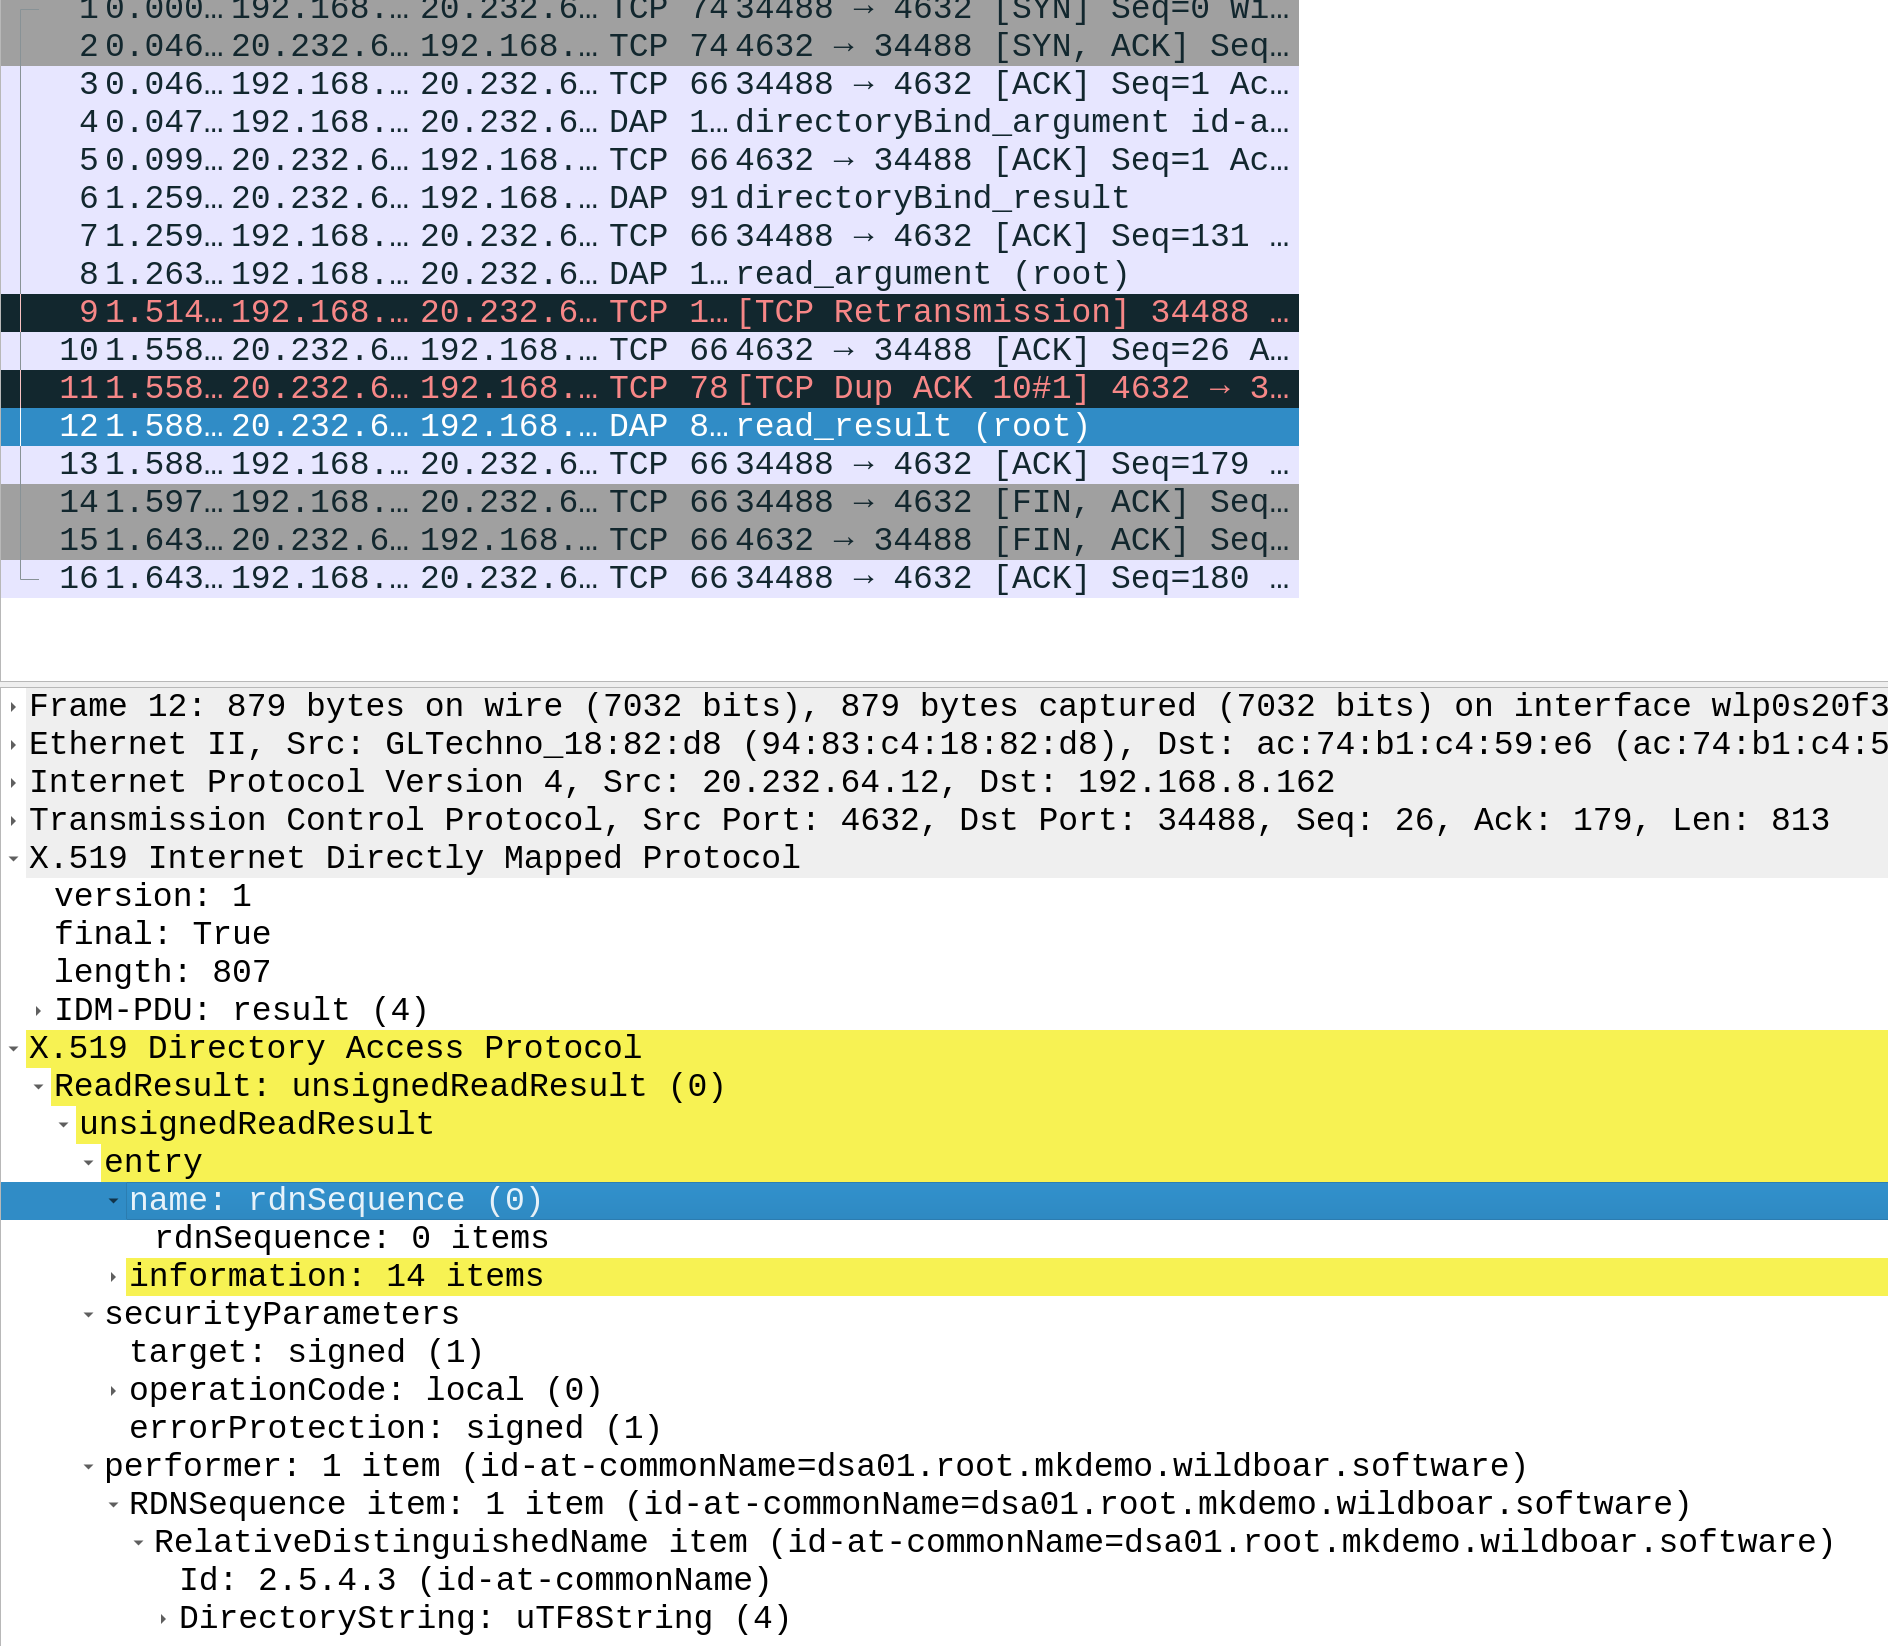 1 0.000… 192.168.… 20.232.6… TCP 74 34488 → 4632 [SYN] Seq=0 Wi…
2 0.046… 20.232.6… 192.168.… TCP 74 4632 → 34488 [SYN, ACK] Seq…
3 0.046… 192.168.… 20.232.6… TCP 66 34488 → 4632 [ACK] Seq=1 Ac…
4 0.047… 192.168.… 20.232.6… DAP 1… directoryBind_argument id-a…
5 0.099… 20.232.6… 192.168.… TCP 66 4632 → 34488 [ACK] Seq=1 Ac…
6 1.259… 20.232.6… 192.168.… DAP 91 directoryBind_result
7 1.259… 192.168.… 20.232.6… TCP 66 34488 → 4632 [ACK] Seq=131 …
8 1.263… 192.168.… 20.232.6… DAP 1… read_argument (root)
9 1.514… 192.168.… 20.232.6… TCP 1… [TCP Retransmission] 34488 …
10 1.558… 20.232.6… 192.168.… TCP 66 4632 → 34488 [ACK] Seq=26 A…
11 1.558… 20.232.6… 192.168.… TCP 78 [TCP Dup ACK 10#1] 4632 → 3…
12 1.588… 20.232.6… 192.168.… DAP 8… read_result (root)
13 1.588… 192.168.… 20.232.6… TCP 66 34488 → 4632 [ACK] Seq=179 …
14 1.597… 192.168.… 20.232.6… TCP 66 34488 → 4632 [FIN, ACK] Seq…
15 1.643… 20.232.6… 192.168.… TCP 66 4632 → 34488 [FIN, ACK] Seq…
16 1.643… 192.168.… 20.232.6… TCP 66 34488 → 4632 [ACK] Seq=180 …
Frame 12: 879 bytes on wire (7032 bits), 879 bytes captured (7032 bits) on interface wlp0s20f3
Ethernet II, Src: GLTechno_18:82:d8 (94:83:c4:18:82:d8), Dst: ac:74:b1:c4:59:e6 (ac:74:b1:c4:5
Internet Protocol Version 4, Src: 20.232.64.12, Dst: 192.168.8.162
Transmission Control Protocol, Src Port: 4632, Dst Port: 34488, Seq: 26, Ack: 179, Len: 813
X.519 Internet Directly Mapped Protocol
version: 1
final: True
length: 807
IDM-PDU: result (4)
X.519 Directory Access Protocol
ReadResult: unsignedReadResult (0)
unsignedReadResult
entry
name: rdnSequence (0)
rdnSequence: 0 items
information: 14 items
securityParameters
target: signed (1)
operationCode: local (0)
errorProtection: signed (1)
performer: 1 item (id-at-commonName=dsa01.root.mkdemo.wildboar.software)
RDNSequence item: 1 item (id-at-commonName=dsa01.root.mkdemo.wildboar.software)
RelativeDistinguishedName item (id-at-commonName=dsa01.root.mkdemo.wildboar.software)
Id: 2.5.4.3 (id-at-commonName)
DirectoryString: uTF8String (4)